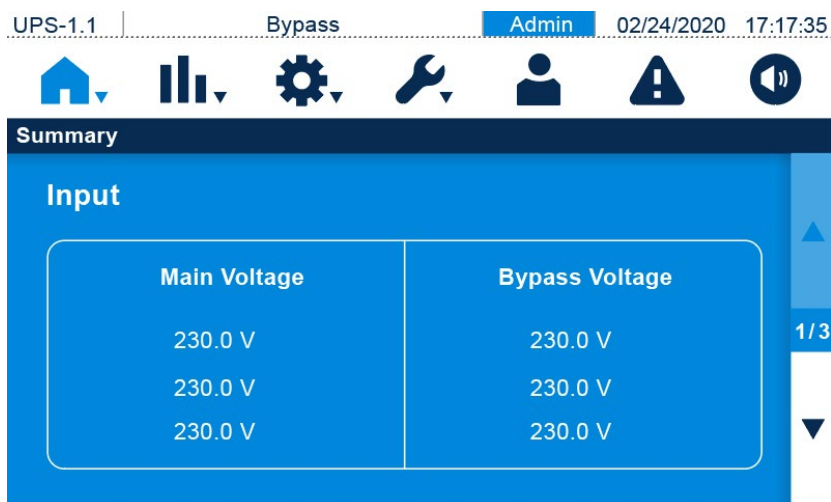 UPS-1.1 Bypass Admin 02/24/2020 17:17:35
Summary
Input
Main Voltage Bypass Voltage
230.0 V 230.0 V
1/3
230.0 V 230.0 V
230.0 V 230.0 V